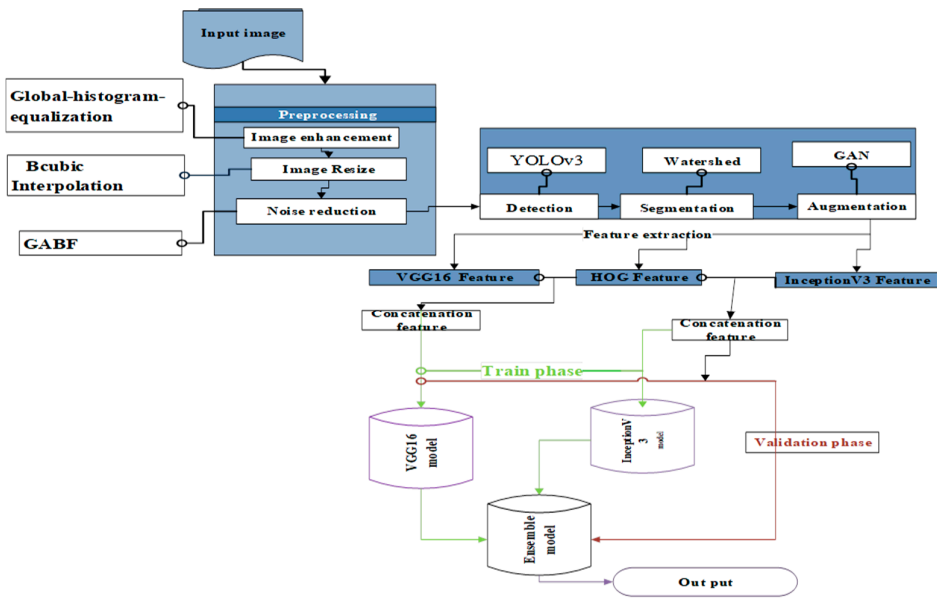 Input image
Global-histogram-
equalization
Preprocessing
Image enhancement
Bcubic
Interpolation
Image Resize
Noise reduction
GABF
YOLOv3
Watershed
GAN
Detection
Segmentation
Augmentation
Feature extraction
VGG16 Feature
HOG Feature
InceptionV3 Feature
Concatenation
feature
Concatenation
feature
Train phase
VGG16
model
InceptionV
3
model
Validation phase
Ensemble
model
Out put